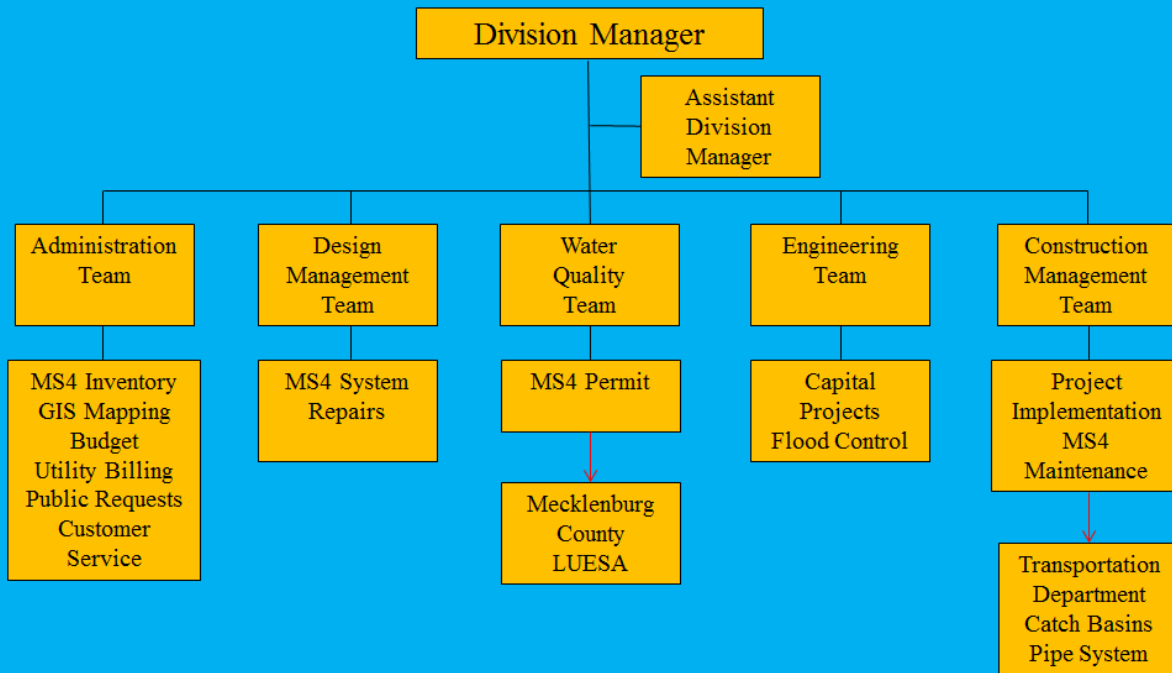 Division Manager
Assistant
Division
Manager
Administration
Team
Design
Management
Team
Water
Quality
Team
Engineering
Team
Construction
Management
Team
MS4 Inventory
GIS Mapping
Budget
Utility Billing
Public Requests
Customer
Service
MS4 System
Repairs
MS4 Permit
Capital
Projects
Flood Control
Project
Implementation
MS4
Maintenance
Mecklenburg
County
LUESA
Transportation
Department
Catch Basins
Pipe System